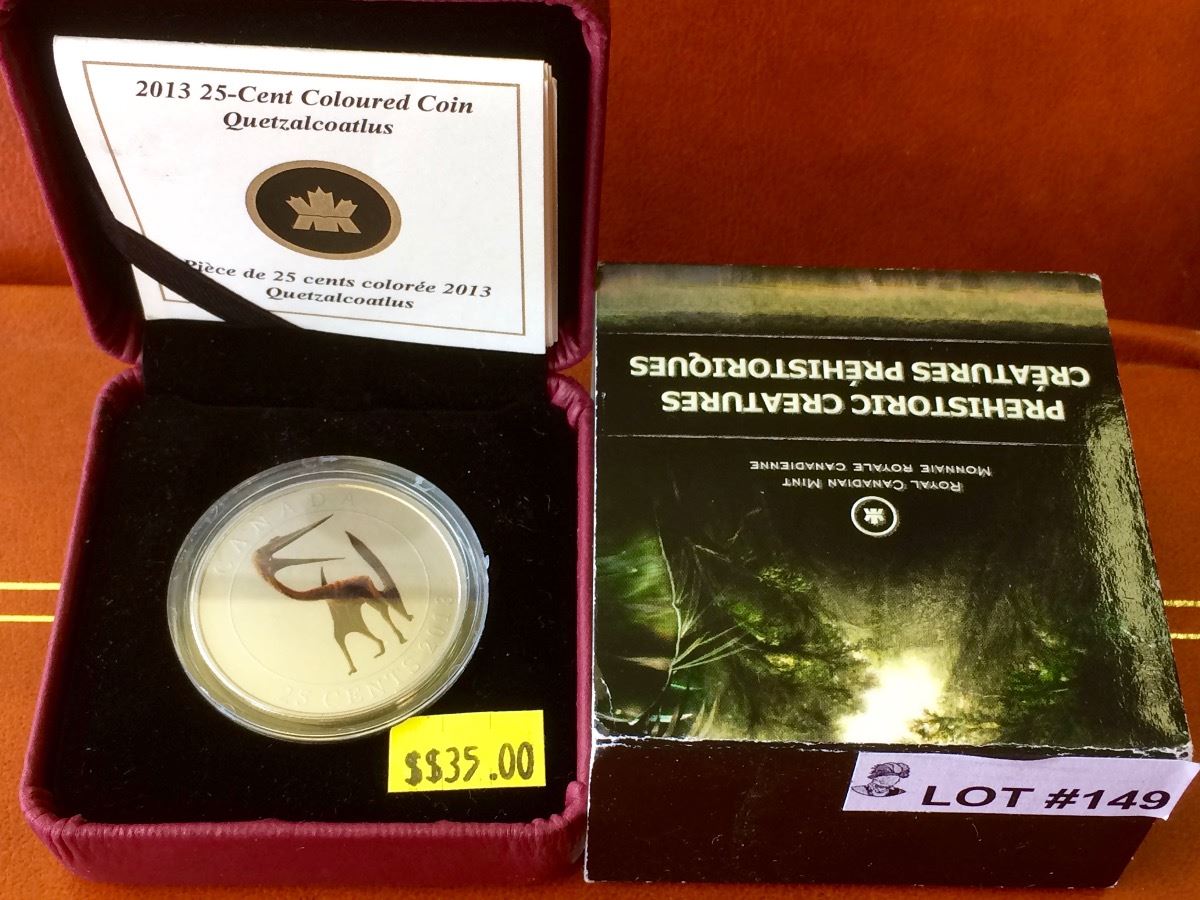 2013 25-Cent Coloured Coin
Quetzalcoatlus
Pièce de 25 cents colorée 2013
Quetzalcoatlus
CANADA
25 CENTS 2013
$$35.00
PREHISTORIC CREATURES
CRÉATURES PRÉHISTORIQUES
ROYAL CANADIAN MINT
MONNAIE ROYALE CANADIENNE
LOT #149